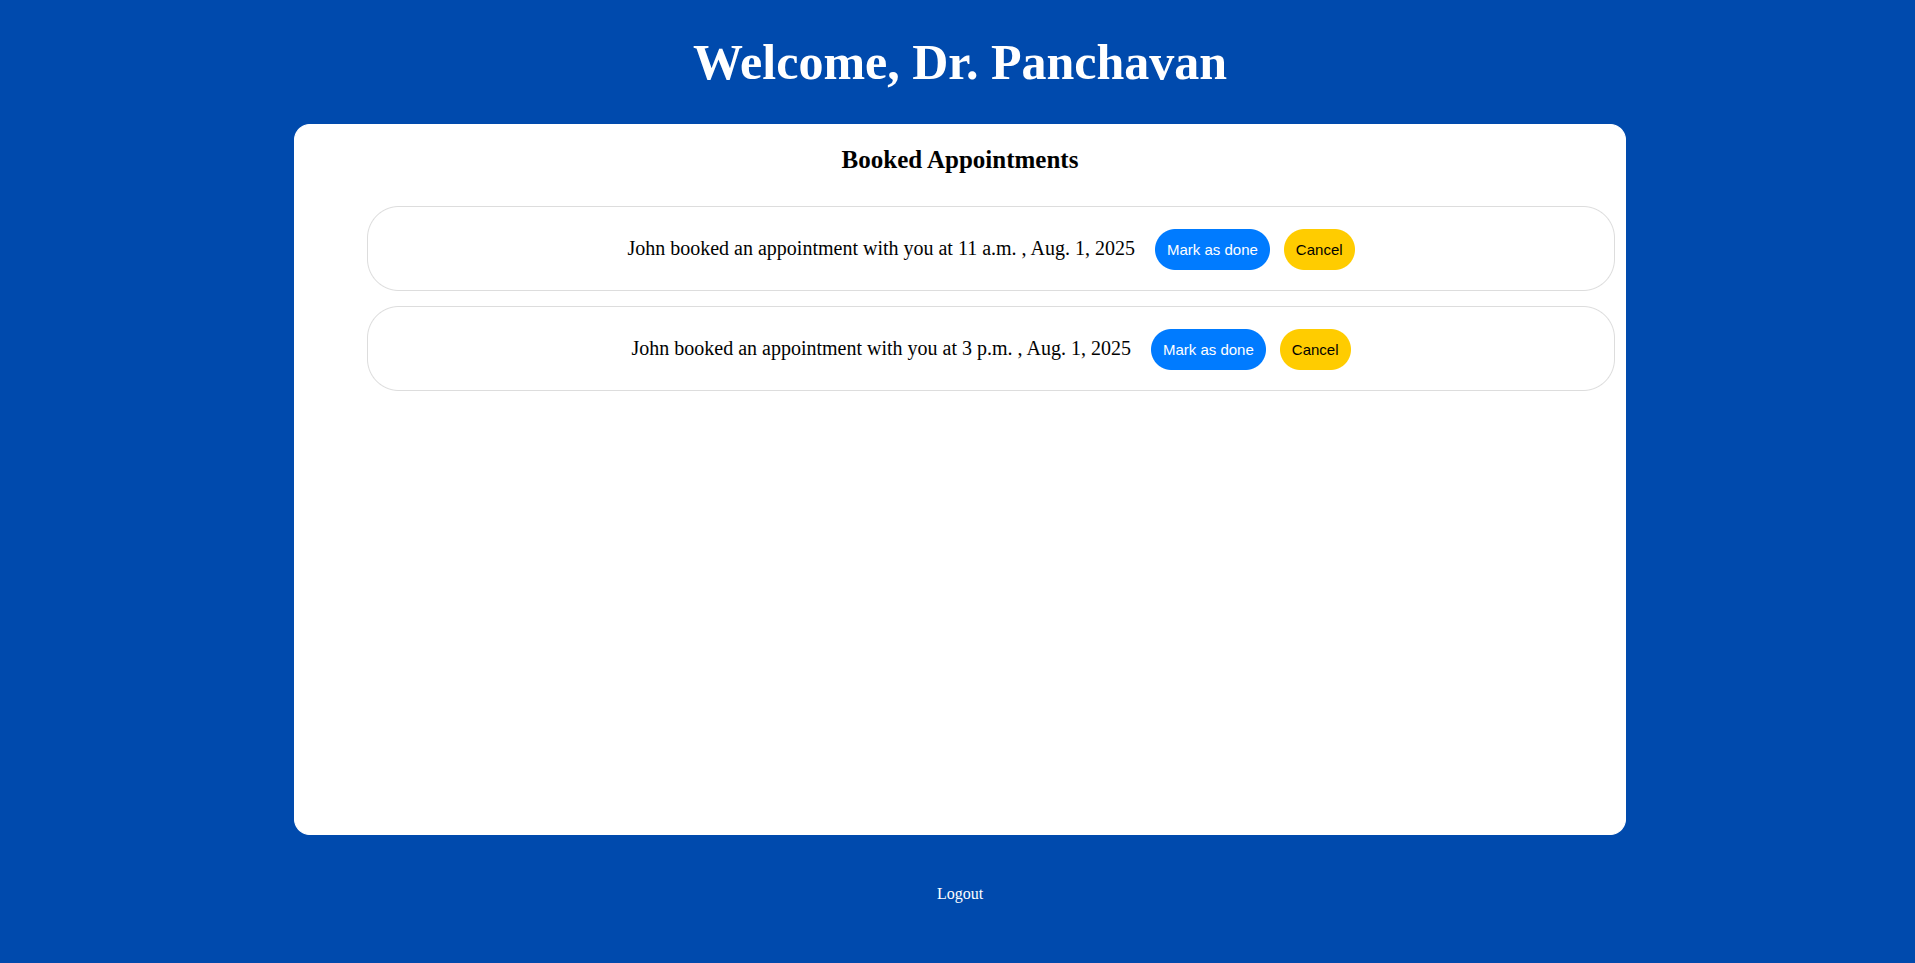 Welcome, Dr. Panchavan
Booked Appointments
John booked an appointment with you at 11 a.m. , Aug. 1, 2025 Mark as done Cancel
John booked an appointment with you at 3 p.m. , Aug. 1, 2025 Mark as done Cancel
Logout